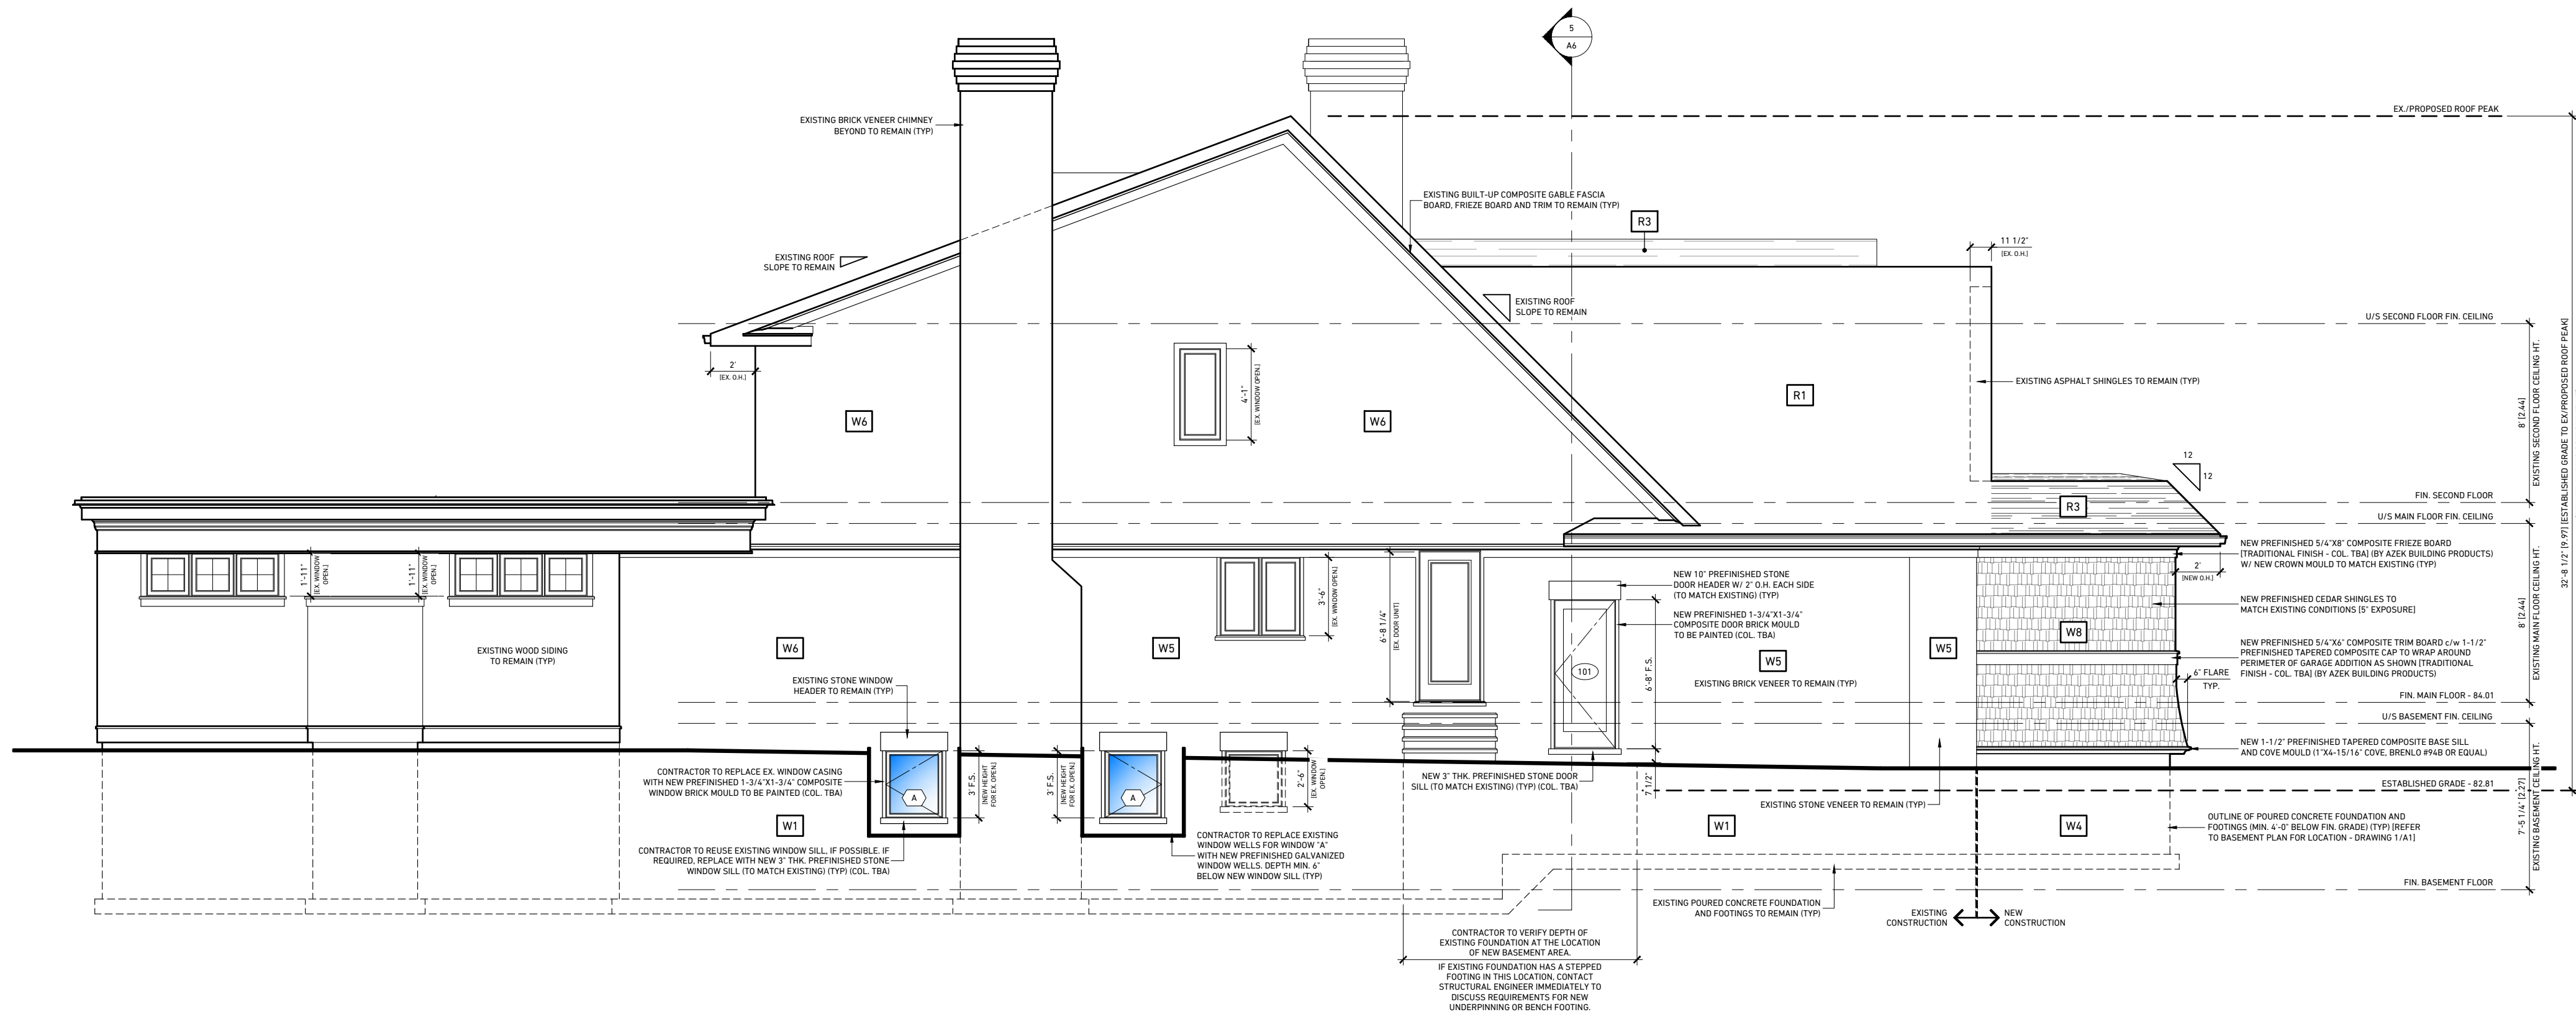 5
A6
EX./PROPOSED ROOF PEAK
EXISTING BRICK VENEER CHIMNEY
BEYOND TO REMAIN (TYP)
EXISTING BUILT-UP COMPOSITE GABLE FASCIA
BOARD, FRIEZE BOARD AND TRIM TO REMAIN (TYP)
R3
11 1/2"
[EX. O.H.]
EXISTING ROOF
SLOPE TO REMAIN
EXISTING ROOF
SLOPE TO REMAIN
U/S SECOND FLOOR FIN. CEILING
2'
[EX. O.H.]
4'-1"
[EX. WINDOW OPEN.]
EXISTING ASPHALT SHINGLES TO REMAIN (TYP)
R1
W6
W6
8' [2.44]
EXISTING SECOND FLOOR CEILING HT.
32'-8 1/2" [9.97] [ESTABLISHED GRADE TO EX/PROPOSED ROOF PEAK]
12
12
FIN. SECOND FLOOR
R3
U/S MAIN FLOOR FIN. CEILING
NEW PREFINISHED 5/4"X8" COMPOSITE FRIEZE BOARD
[TRADITIONAL FINISH - COL. TBA] (BY AZEK BUILDING PRODUCTS)
W/ NEW CROWN MOULD TO MATCH EXISTING (TYP)
2'
[NEW O.H.]
1'-11"
[EX. WINDOW
OPEN.]
1'-11"
[EX. WINDOW
OPEN.]
3'-6"
[EX. WINDOW OPEN.]
6'-8 1/4"
[EX. DOOR UNIT]
NEW 10" PREFINISHED STONE
DOOR HEADER W/ 2" O.H. EACH SIDE
(TO MATCH EXISTING) (TYP)
NEW PREFINISHED 1-3/4"X1-3/4"
COMPOSITE DOOR BRICK MOULD
TO BE PAINTED (COL. TBA)
NEW PREFINISHED CEDAR SHINGLES TO
MATCH EXISTING CONDITIONS [5" EXPOSURE]
8' [2.44]
EXISTING MAIN FLOOR CEILING HT.
W8
EXISTING WOOD SIDING
TO REMAIN (TYP)
W6
W5
W5
W5
NEW PREFINISHED 5/4"X6" COMPOSITE TRIM BOARD c/w 1-1/2"
PREFINISHED TAPERED COMPOSITE CAP TO WRAP AROUND
PERIMETER OF GARAGE ADDITION AS SHOWN [TRADITIONAL
FINISH - COL. TBA] (BY AZEK BUILDING PRODUCTS)
101
6'-8" F.S.
6" FLARE
TYP.
EXISTING STONE WINDOW
HEADER TO REMAIN (TYP)
EXISTING BRICK VENEER TO REMAIN (TYP)
FIN. MAIN FLOOR - 84.01
U/S BASEMENT FIN. CEILING
NEW 1-1/2" PREFINISHED TAPERED COMPOSITE BASE SILL
AND COVE MOULD (1"X4-15/16" COVE, BRENLO #94B OR EQUAL)
CONTRACTOR TO REPLACE EX. WINDOW CASING
WITH NEW PREFINISHED 1-3/4"X1-3/4" COMPOSITE
WINDOW BRICK MOULD TO BE PAINTED (COL. TBA)
A
3' F.S.
[NEW HEIGHT
FOR EX. OPEN.]
3' F.S.
[NEW HEIGHT
FOR EX. OPEN.]
A
2'-6"
[EX. WINDOW
OPEN.]
NEW 3" THK. PREFINISHED STONE DOOR
SILL (TO MATCH EXISTING) (TYP) (COL. TBA)
7 1/2"
ESTABLISHED GRADE - 82.81
EXISTING STONE VENEER TO REMAIN (TYP)
7'-5 1/4" [2.27]
EXISTING BASEMENT CEILING HT.
W1
W1
W4
OUTLINE OF POURED CONCRETE FOUNDATION AND
FOOTINGS (MIN. 4'-0" BELOW FIN. GRADE) (TYP) [REFER
TO BASEMENT PLAN FOR LOCATION - DRAWING 1/A1]
CONTRACTOR TO REUSE EXISTING WINDOW SILL, IF POSSIBLE. IF
REQUIRED, REPLACE WITH NEW 3" THK. PREFINISHED STONE
WINDOW SILL (TO MATCH EXISTING) (TYP) (COL. TBA)
CONTRACTOR TO REPLACE EXISTING
WINDOW WELLS FOR WINDOW "A"
WITH NEW PREFINISHED GALVANIZED
WINDOW WELLS. DEPTH MIN. 6"
BELOW NEW WINDOW SILL (TYP)
FIN. BASEMENT FLOOR
EXISTING POURED CONCRETE FOUNDATION
AND FOOTINGS TO REMAIN (TYP)
EXISTING
CONSTRUCTION
NEW
CONSTRUCTION
CONTRACTOR TO VERIFY DEPTH OF
EXISTING FOUNDATION AT THE LOCATION
OF NEW BASEMENT AREA.
IF EXISTING FOUNDATION HAS A STEPPED
FOOTING IN THIS LOCATION, CONTACT
STRUCTURAL ENGINEER IMMEDIATELY TO
DISCUSS REQUIREMENTS FOR NEW
UNDERPINNING OR BENCH FOOTING.